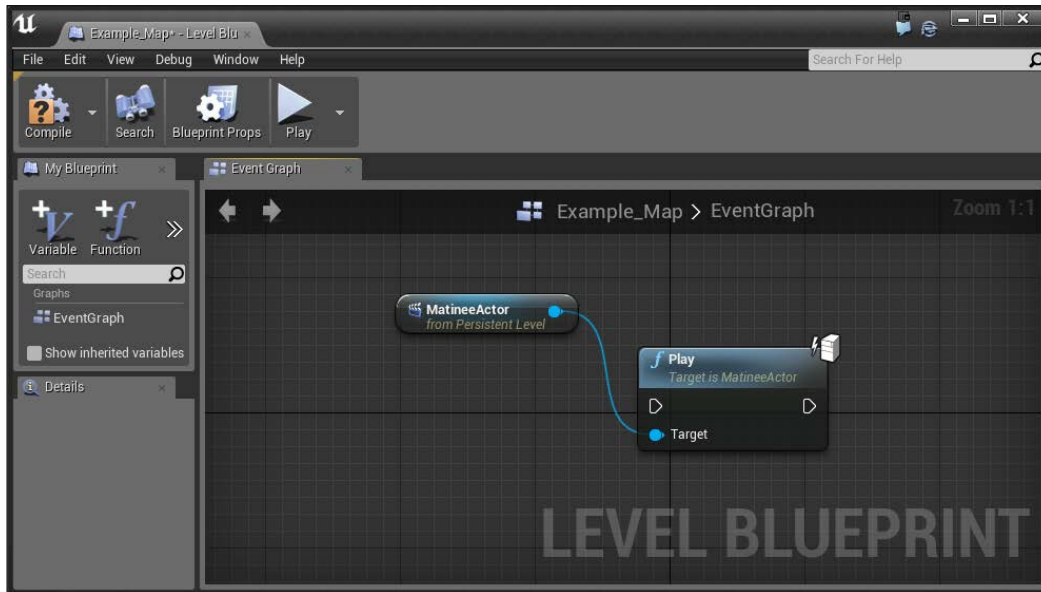 Example_Map* - Level Blu
File Edit View Debug Window Help
Search For Help
Compile Search Blueprint Props Play
My Blueprint
Event Graph
Variable Function
Search
Graphs
EventGraph
Show inherited variables
Details
Example_Map > EventGraph
Zoom 1:1
MatineeActor
from Persistent Level
f Play
Target is MatineeActor
Target
LEVEL BLUEPRINT